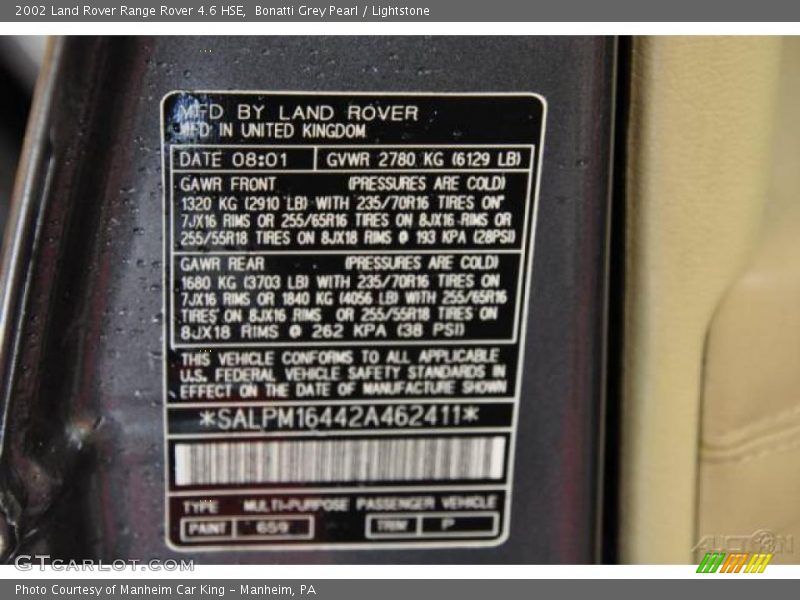 2002 Land Rover Range Rover 4.6 HSE, Bonatti Grey Pearl / Lightstone
MFD BY LAND ROVER
MFD IN UNITED KINGDOM
DATE 08:01 GVWR 2780 KG (6129 LB)
GAWR FRONT (PRESSURES ARE COLD)
1320 KG (2910 LB) WITH 235/70R16 TIRES ON
7JX16 RIMS OR 255/65R16 TIRES ON 8JX16 RIMS OR
255/55R18 TIRES ON 8JX18 RIMS @ 193 KPA (28PSI)
GAWR REAR (PRESSURES ARE COLD)
1680 KG (3703 LB) WITH 235/70R16 TIRES ON
7JX16 RIMS OR 1840 KG (4056 LB) WITH 255/65R16
TIRES ON 8JX16 RIMS OR 255/55R18 TIRES ON
8JX18 RIMS @ 262 KPA (38 PSI)
THIS VEHICLE CONFORMS TO ALL APPLICABLE
U.S. FEDERAL VEHICLE SAFETY STANDARDS IN
EFFECT ON THE DATE OF MANUFACTURE SHOWN
*SALPM16442A462411*
TYPE MULTI-PURPOSE PASSENGER VEHICLE
PAINT 659 TRIM P
GTCarLot.com
AUCTION
Photo Courtesy of Manheim Car King - Manheim, PA